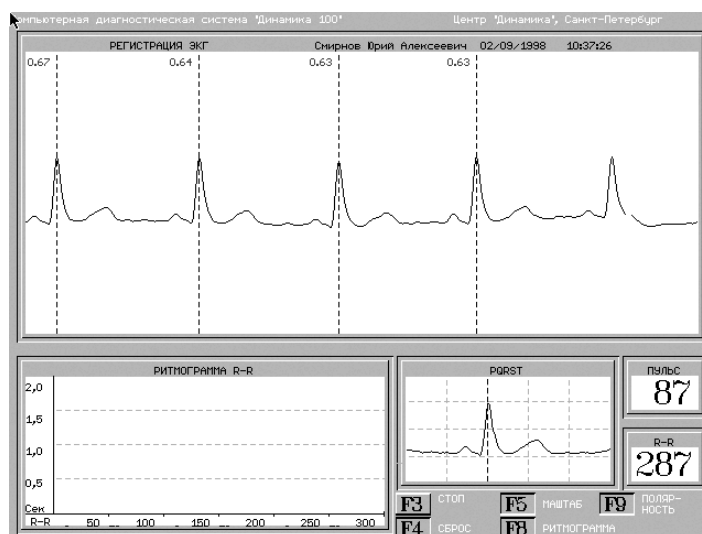 омпьютерная диагностическая система "Динамика 100" Центр "Динамика", Санкт-Петербург
РЕГИСТРАЦИЯ ЭКГ Смирнов Юрий Алексеевич 02/09/1998 10:37:26
0.67 0.64 0.63 0.63
РИТМОГРАММА R-R
2,0
1,5
1,0
0,5
Сек
R-R 50 100 150 200 250 300
PQRST
ПУЛЬС
87
R-R
287
F3 СТОП F5 МАШТАБ F9 ПОЛЯР-
НОСТЬ
F4 СБРОС F8 РИТМОГРАММА